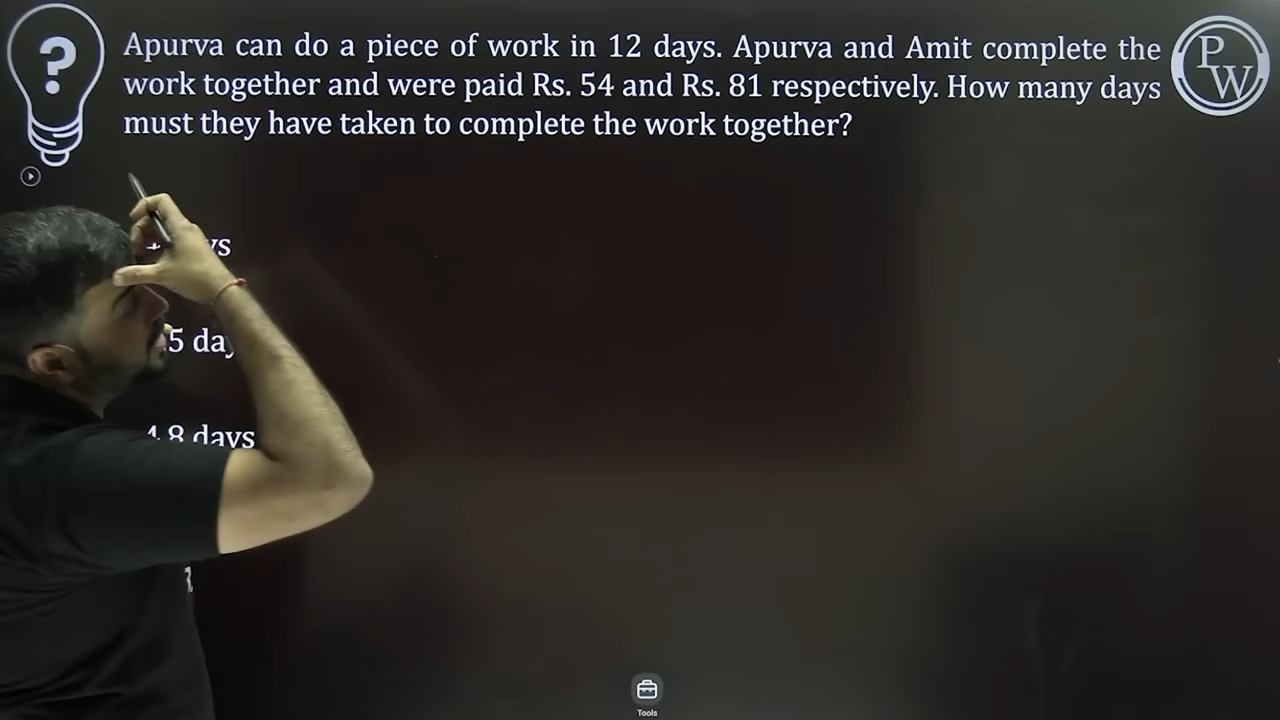 ?
Apurva can do a piece of work in 12 days. Apurva and Amit complete the
work together and were paid Rs. 54 and Rs. 81 respectively. How many days
must they have taken to complete the work together?
PW
5
4.8 days
Tools